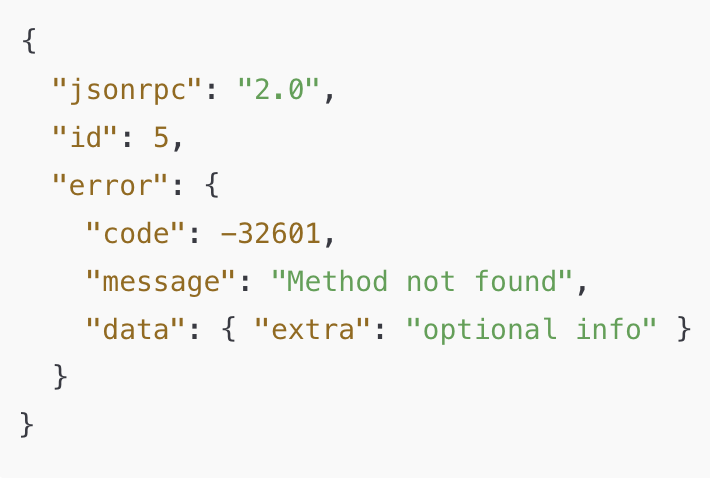 {
  "jsonrpc": "2.0",
  "id": 5,
  "error": {
    "code": -32601,
    "message": "Method not found",
    "data": { "extra": "optional info" }
  }
}